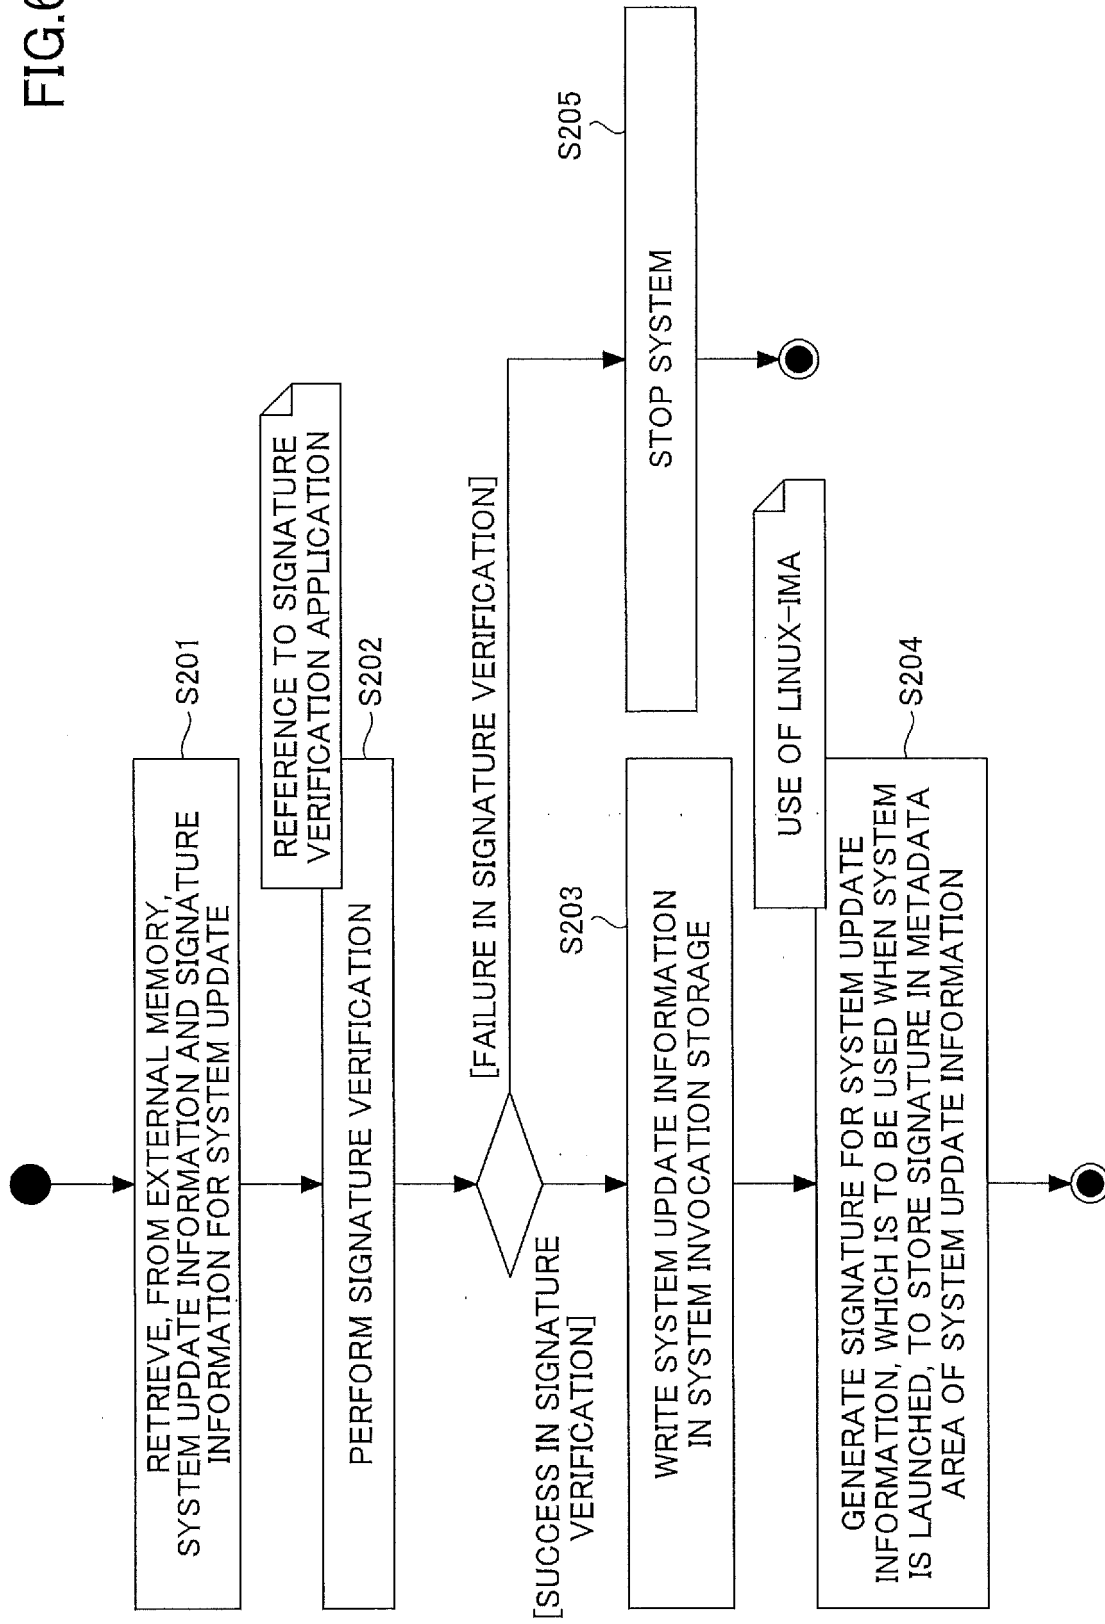 FIG.6
RETRIEVE, FROM EXTERNAL MEMORY,
SYSTEM UPDATE INFORMATION AND SIGNATURE
INFORMATION FOR SYSTEM UPDATE
S201
REFERENCE TO SIGNATURE
VERIFICATION APPLICATION
PERFORM SIGNATURE VERIFICATION
S202
[FAILURE IN SIGNATURE VERIFICATION]
[SUCCESS IN SIGNATURE
VERIFICATION]
S203
WRITE SYSTEM UPDATE INFORMATION
IN SYSTEM INVOCATION STORAGE
S205
STOP SYSTEM
USE OF LINUX-IMA
S204
GENERATE SIGNATURE FOR SYSTEM UPDATE
INFORMATION, WHICH IS TO BE USED WHEN SYSTEM
IS LAUNCHED, TO STORE SIGNATURE IN METADATA
AREA OF SYSTEM UPDATE INFORMATION